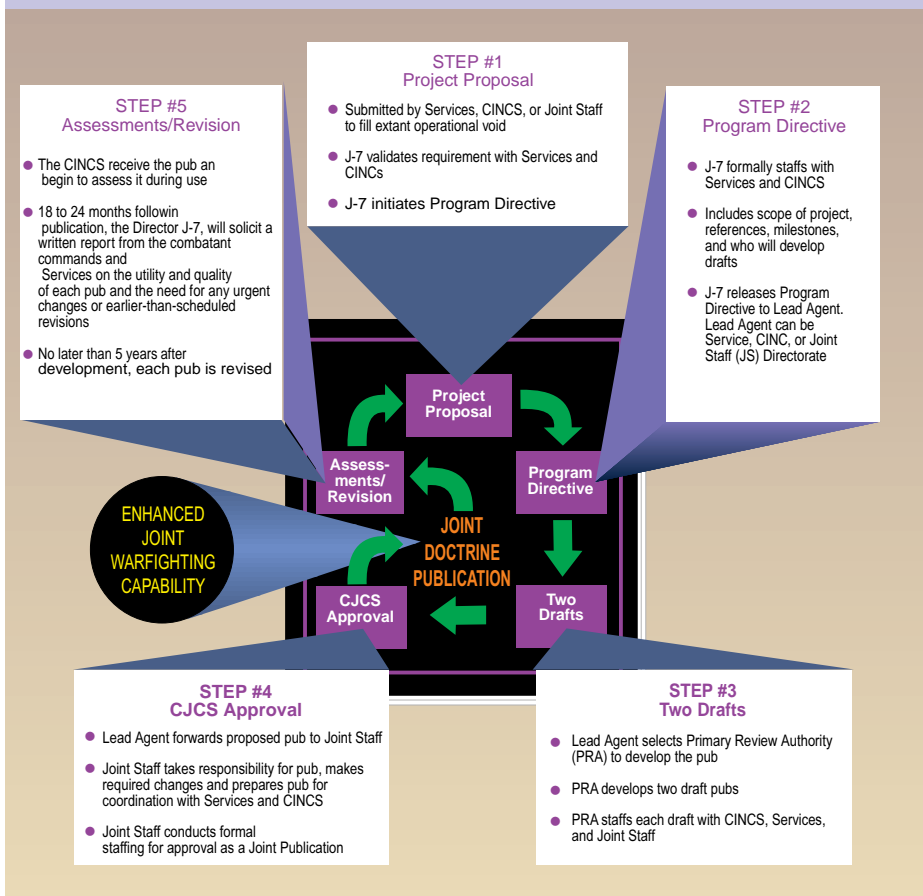 STEP #1
Project Proposal
Submitted by Services, CINCS, or Joint Staff
to fill extant operational void
J-7 validates requirement with Services and
CINCs
J-7 initiates Program Directive
STEP #2
Program Directive
J-7 formally staffs with
Services and CINCS
Includes scope of project,
references, milestones,
and who will develop
drafts
J-7 releases Program
Directive to Lead Agent.
Lead Agent can be
Service, CINC, or Joint
Staff (JS) Directorate
STEP #5
Assessments/Revision
The CINCS receive the pub an
begin to assess it during use
18 to 24 months followin
publication, the Director J-7, will solicit a
written report from the combatant
commands and
Services on the utility and quality
of each pub and the need for any urgent
changes or earlier-than-scheduled
revisions
No later than 5 years after
development, each pub is revised
Project
Proposal
Assess-
ments/
Revision
Program
Directive
ENHANCED
JOINT
WARFIGHTING
CAPABILITY
JOINT
DOCTRINE
PUBLICATION
CJCS
Approval
Two
Drafts
STEP #4
CJCS Approval
Lead Agent forwards proposed pub to Joint Staff
Joint Staff takes responsibility for pub, makes
required changes and prepares pub for
coordination with Services and CINCS
Joint Staff conducts formal
staffing for approval as a Joint Publication
STEP #3
Two Drafts
Lead Agent selects Primary Review Authority
(PRA) to develop the pub
PRA develops two draft pubs
PRA staffs each draft with CINCS, Services,
and Joint Staff